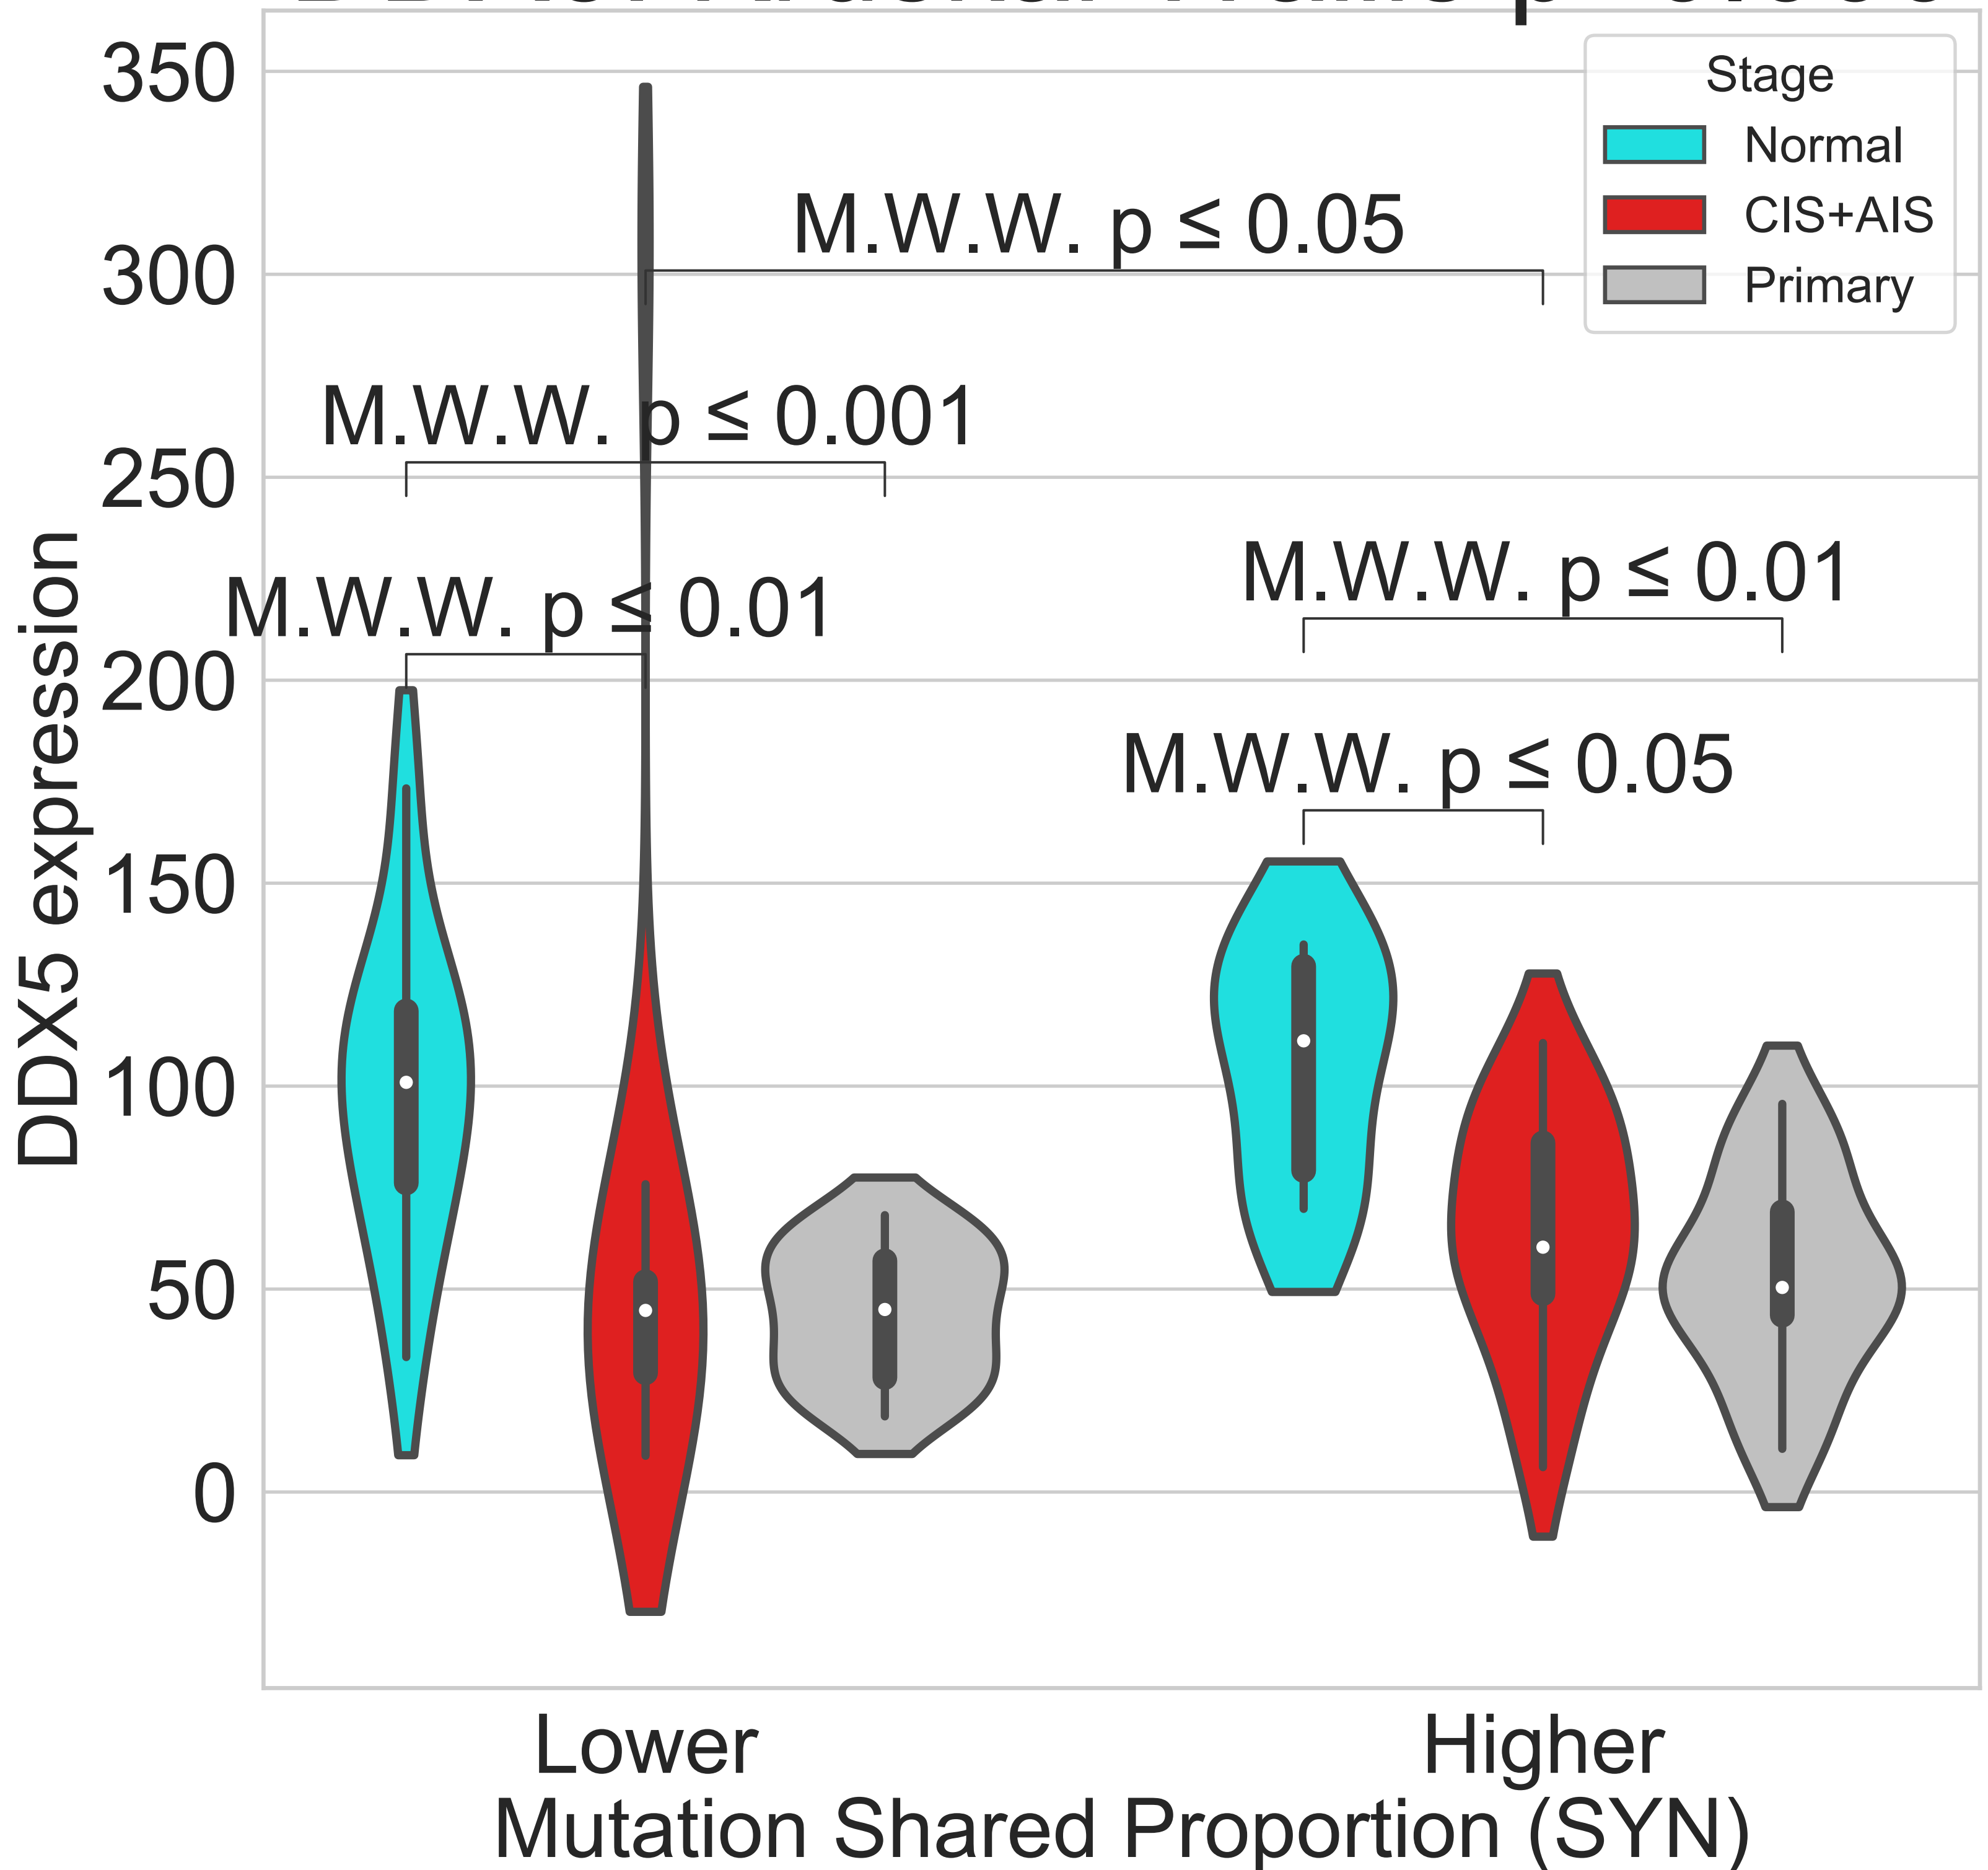 350
300
250
200
150
100
50
0
DDX5 expression
Stage
Normal
CIS+AIS
Primary
M.W.W. p ≤ 0.05
M.W.W. p ≤ 0.001
M.W.W. p ≤ 0.01
M.W.W. p ≤ 0.01
M.W.W. p ≤ 0.05
Lower
Higher
Mutation Shared Proportion (SYN)